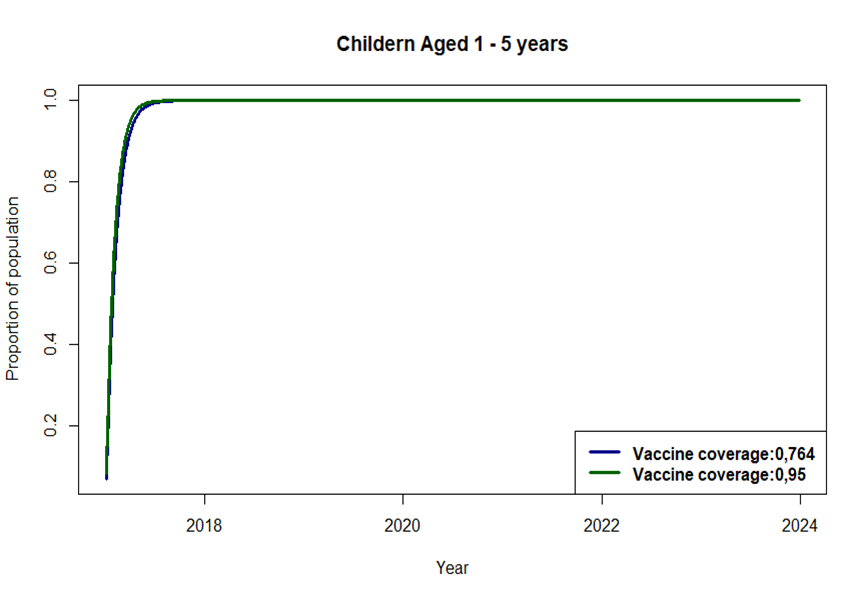 Childern Aged 1 - 5 years
Proportion of population
1.0
0.8
0.6
0.4
0.2
Vaccine coverage:0,764
Vaccine coverage:0,95
2018 2020 2022 2024
Year